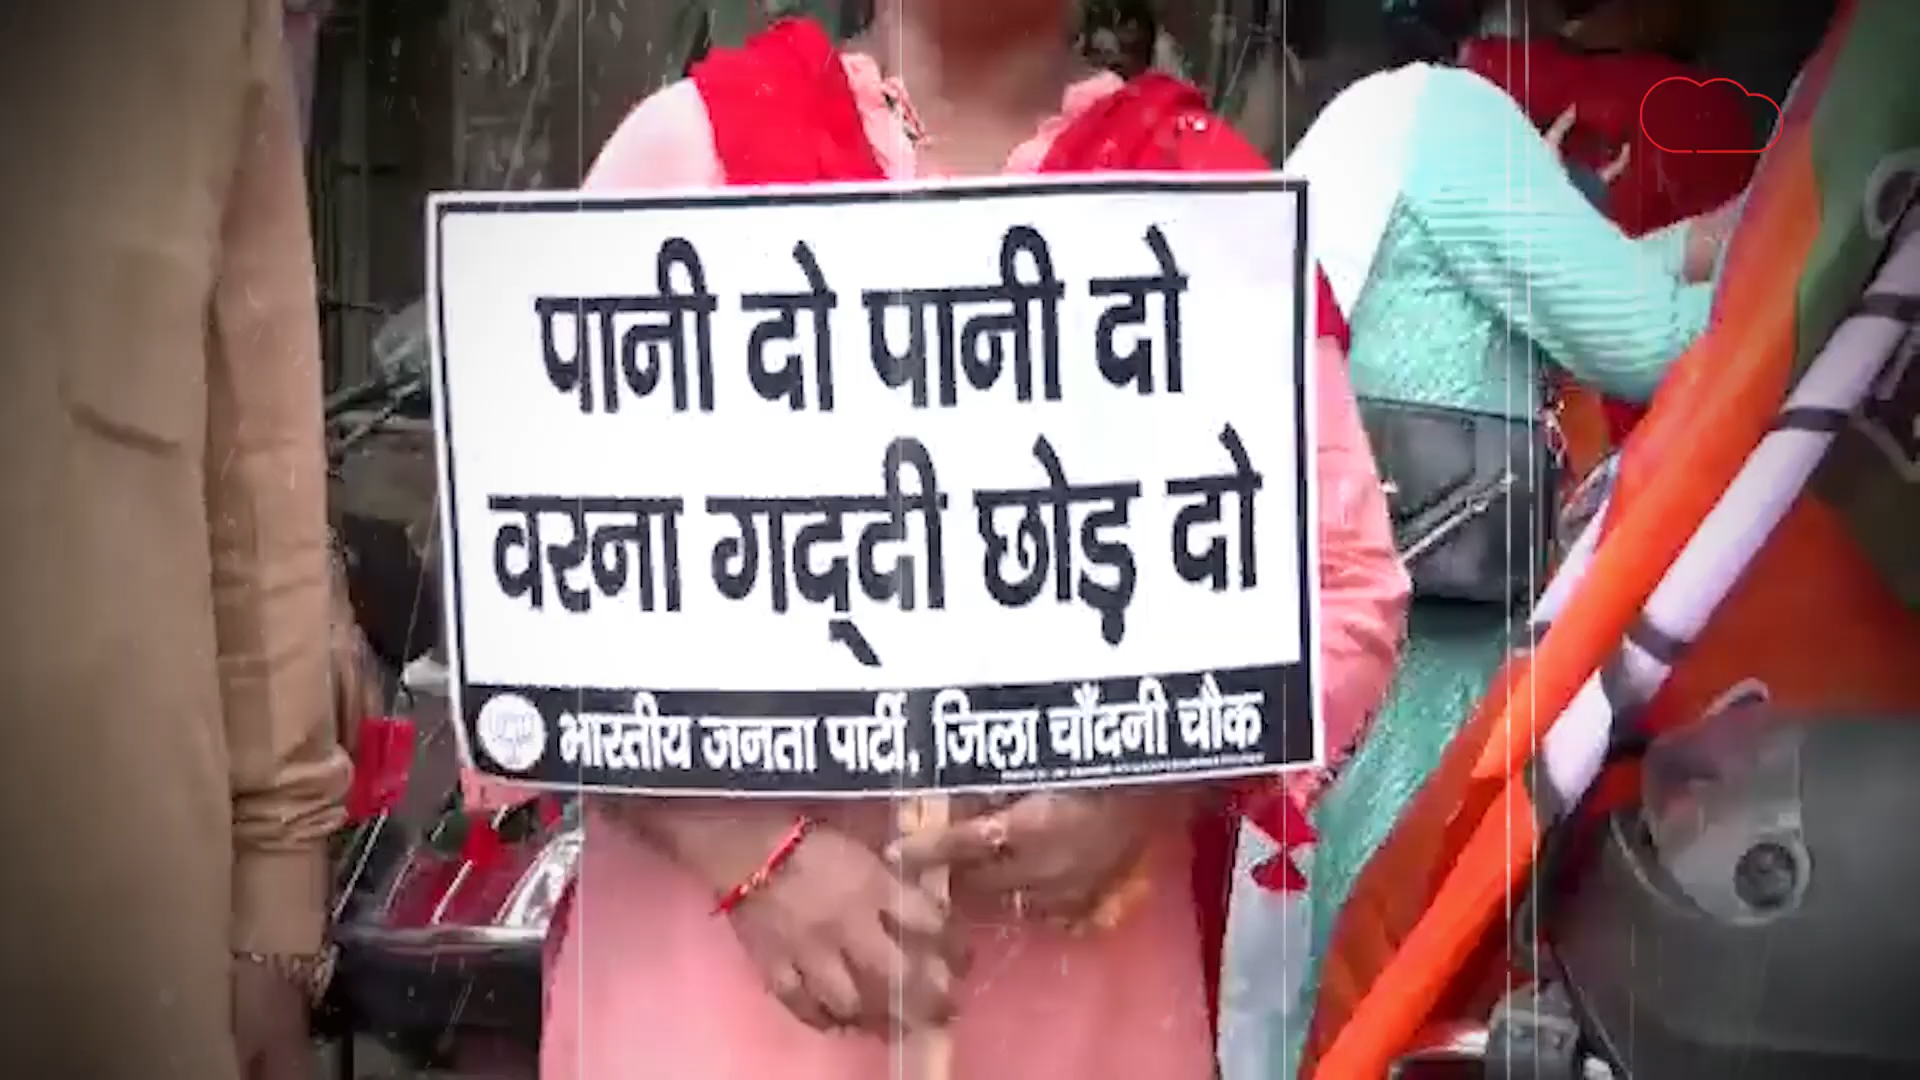 पानी दो पानी दो
वरना गद्दी छोड़ दो
भारतीय जनता पार्टी, जिला चाँदनी चौक